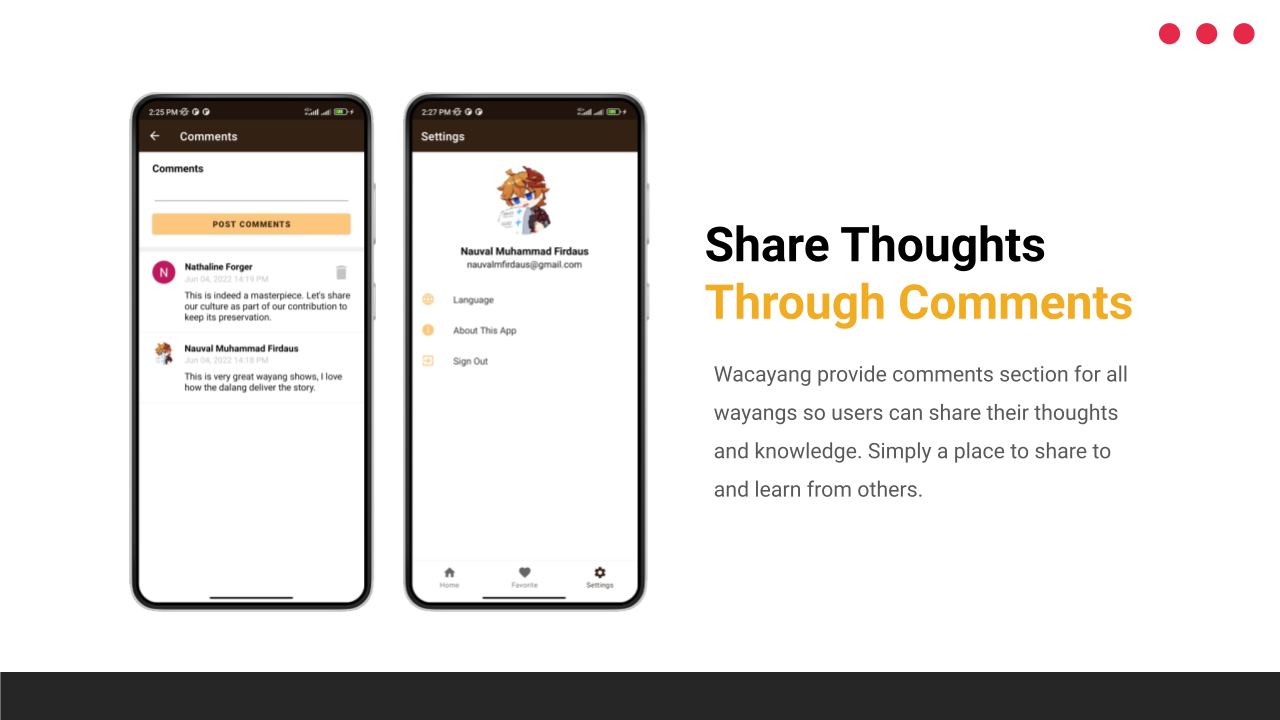 2:25 PM
Comments
Comments
POST COMMENTS
N
Nathaline Forger
Jun 04, 2022 14:19 PM
This is indeed a masterpiece. Let's share
our culture as part of our contribution to
keep its preservation.
Nauval Muhammad Firdaus
Jun 04, 2022 14:18 PM
This is very great wayang shows, I love
how the dalang deliver the story.
2:27 PM
Settings
Nauval Muhammad Firdaus
nauvalmfirdaus@gmail.com
Language
About This App
Sign Out
Home
Favorite
Settings
Share Thoughts
Through Comments
Wacayang provide comments section for all
wayangs so users can share their thoughts
and knowledge. Simply a place to share to
and learn from others.